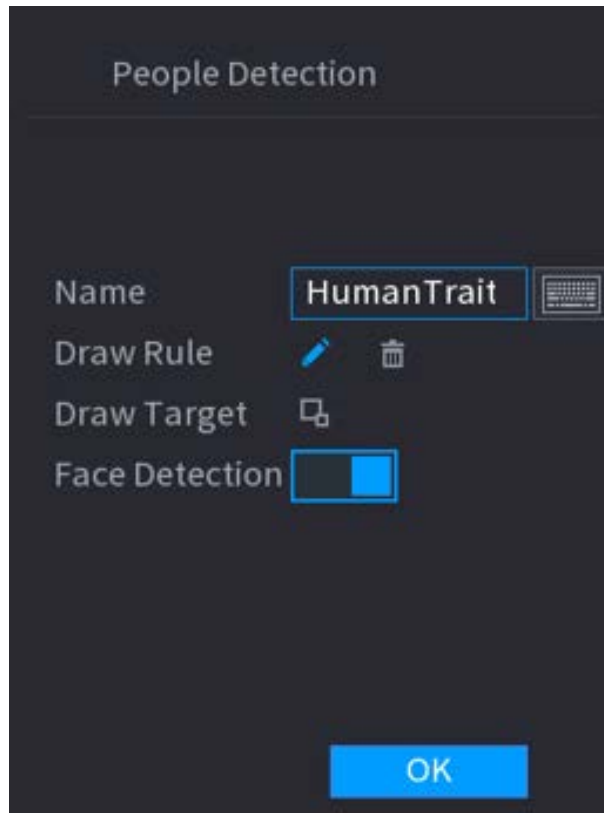 People Detection
Name HumanTrait
Draw Rule
Draw Target
Face Detection
OK